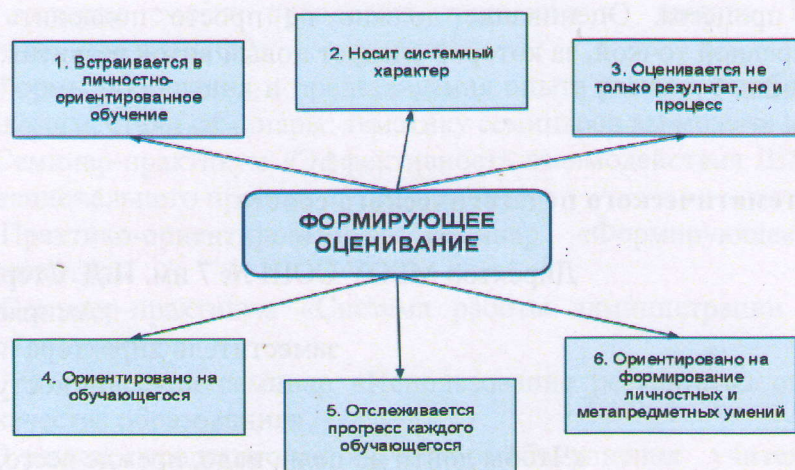 1. Встраивается в
личностно-
ориентированное
обучение
2. Носит системный
характер
3. Оценивается не
только результат, но и
процесс
ФОРМИРУЮЩЕЕ
ОЦЕНИВАНИЕ
4. Ориентировано на
обучающегося
5. Отслеживается
прогресс каждого
обучающегося
6. Ориентировано на
формирование
личностных и
метапредметных умений